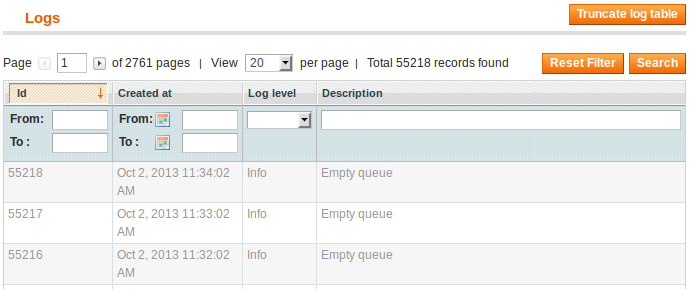 Logs
Truncate log table
Page 1 of 2761 pages | View 20 per page | Total 55218 records found
Reset Filter Search
Id Created at Log level Description
From: From:
To : To :
55218 Oct 2, 2013 11:34:02 AM Info Empty queue
55217 Oct 2, 2013 11:33:02 AM Info Empty queue
55216 Oct 2, 2013 11:32:02 AM Info Empty queue